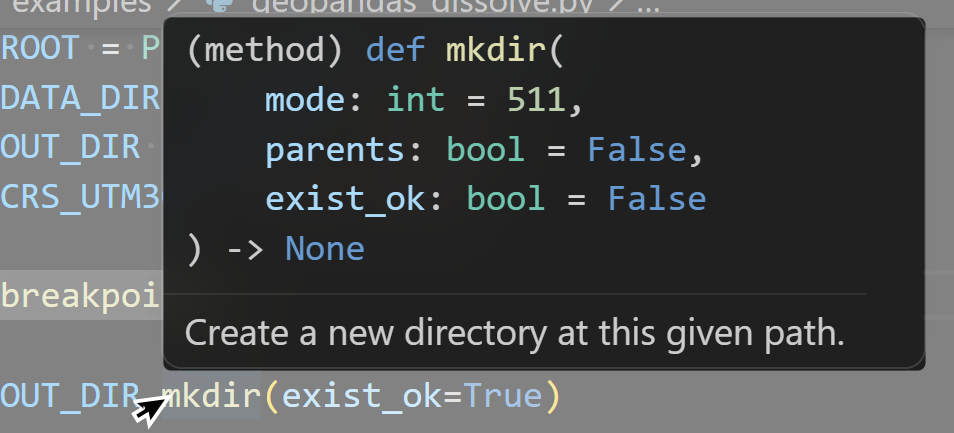 examples > geopandas_dissolve.py > ...
ROOT = P
DATA_DIR
OUT_DIR
CRS_UTM3
breakpoi
(method) def mkdir(
    mode: int = 511,
    parents: bool = False,
    exist_ok: bool = False
) -> None
Create a new directory at this given path.
OUT_DIR.mkdir(exist_ok=True)